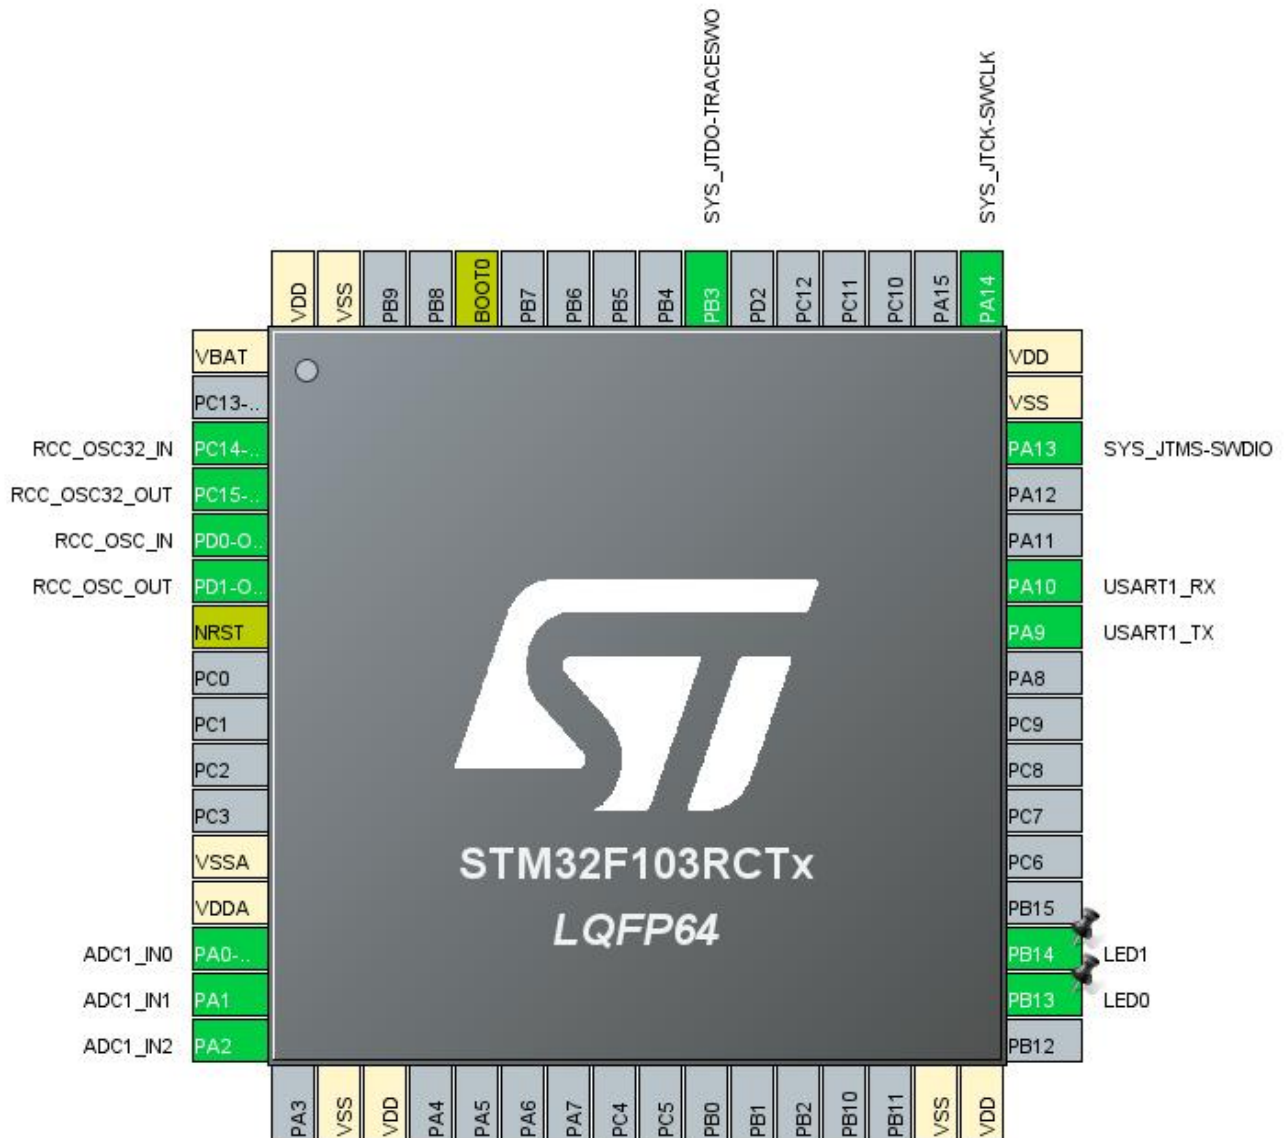 SYS_JTDO-TRACESWO
SYS_JTCK-SWCLK
VDD
VSS
PB9
PB8
BOOT0
PB7
PB6
PB5
PB4
PB3
PD2
PC12
PC11
PC10
PA15
PA14
VBAT
PC13-..
RCC_OSC32_IN PC14-..
RCC_OSC32_OUT PC15-..
RCC_OSC_IN PD0-O..
RCC_OSC_OUT PD1-O..
NRST
PC0
PC1
PC2
PC3
VSSA
VDDA
ADC1_IN0 PA0-..
ADC1_IN1 PA1
ADC1_IN2 PA2
ST
STM32F103RCTx
LQFP64
VDD
VSS
PA13 SYS_JTMS-SWDIO
PA12
PA11
PA10 USART1_RX
PA9 USART1_TX
PA8
PC9
PC8
PC7
PC6
PB15
PB14 LED1
PB13 LED0
PB12
PA3
VSS
VDD
PA4
PA5
PA6
PA7
PC4
PC5
PB0
PB1
PB2
PB10
PB11
VSS
VDD